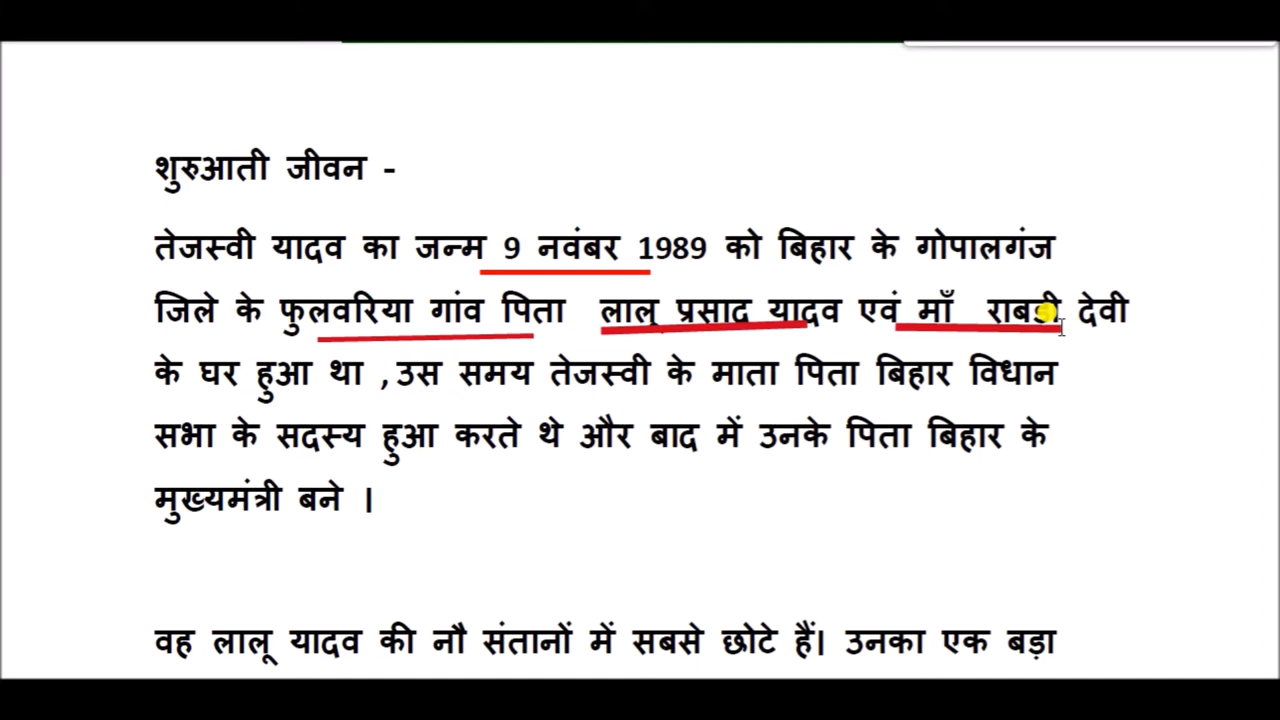 शुरुआती जीवन -
तेजस्वी यादव का जन्म 9 नवंबर 1989 को बिहार के गोपालगंज
जिले के फुलवरिया गांव पिता लालू प्रसाद यादव एवं माँ राबडी देवी
के घर हुआ था , उस समय तेजस्वी के माता पिता बिहार विधान
सभा के सदस्य हुआ करते थे और बाद में उनके पिता बिहार के
मुख्यमंत्री बने ।
वह लालू यादव की नौ संतानों में सबसे छोटे हैं। उनका एक बड़ा